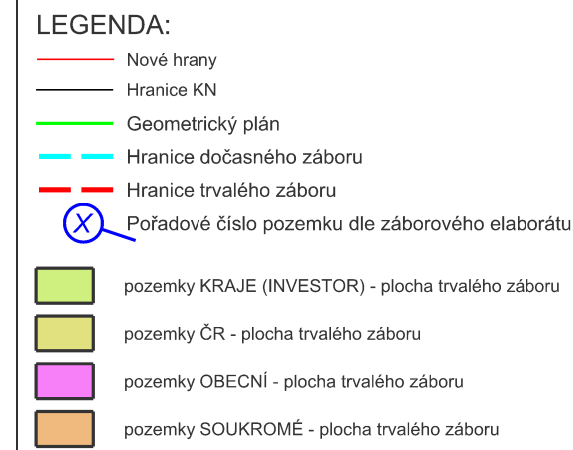 LEGENDA:
Nové hrany
Hranice KN
Geometrický plán
Hranice dočasného záboru
Hranice trvalého záboru
X Pořadové číslo pozemku dle záborového elaborátu
pozemky KRAJE (INVESTOR) - plocha trvalého záboru
pozemky ČR - plocha trvalého záboru
pozemky OBECNÍ - plocha trvalého záboru
pozemky SOUKROMÉ - plocha trvalého záboru